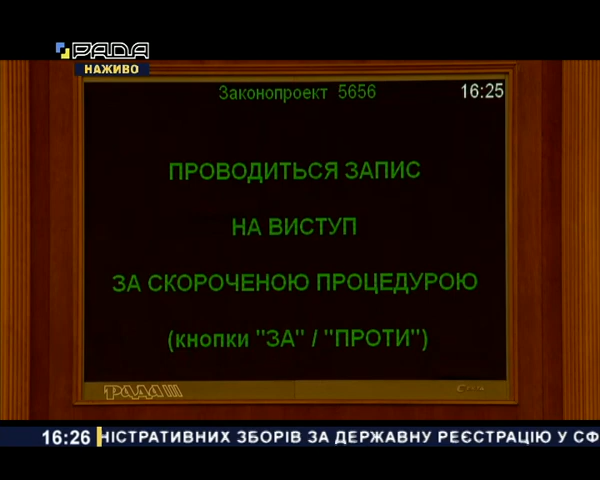 РАДА
НАЖИВО
Законопроект 5656 16:25
ПРОВОДИТЬСЯ ЗАПИС
НА ВИСТУП
ЗА СКОРОЧЕНОЮ ПРОЦЕДУРОЮ
(кнопки "ЗА" / "ПРОТИ")
РАДА III
16:26 НІСТРАТИВНИХ ЗБОРІВ ЗА ДЕРЖАВНУ РЕЄСТРАЦІЮ У СФ